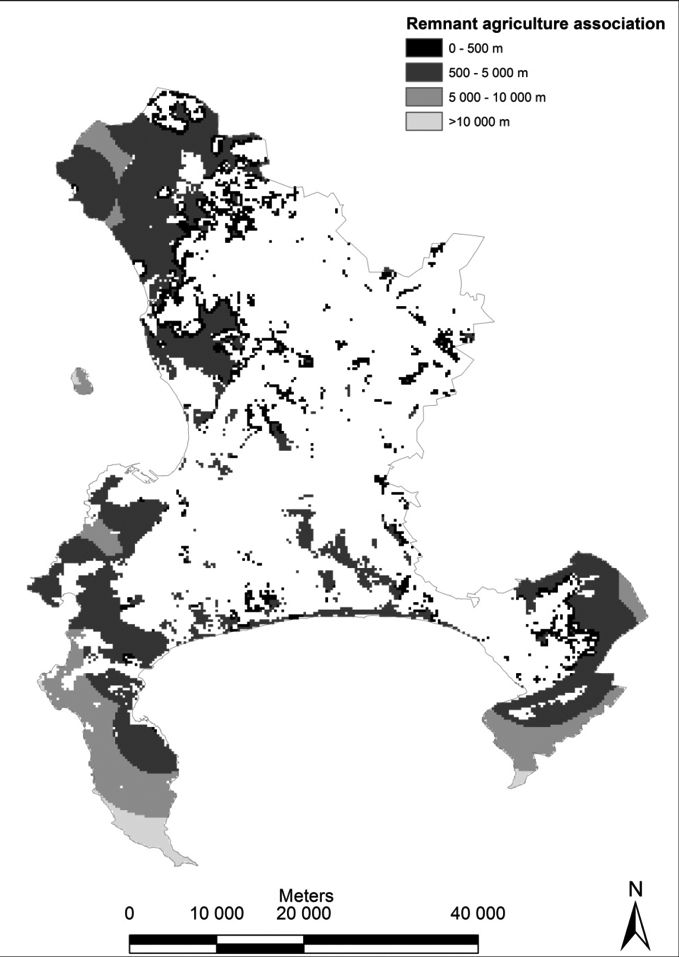 Remnant agriculture association
0 - 500 m
500 - 5 000 m
5 000 - 10 000 m
>10 000 m
Meters
0 10 000 20 000 40 000
N